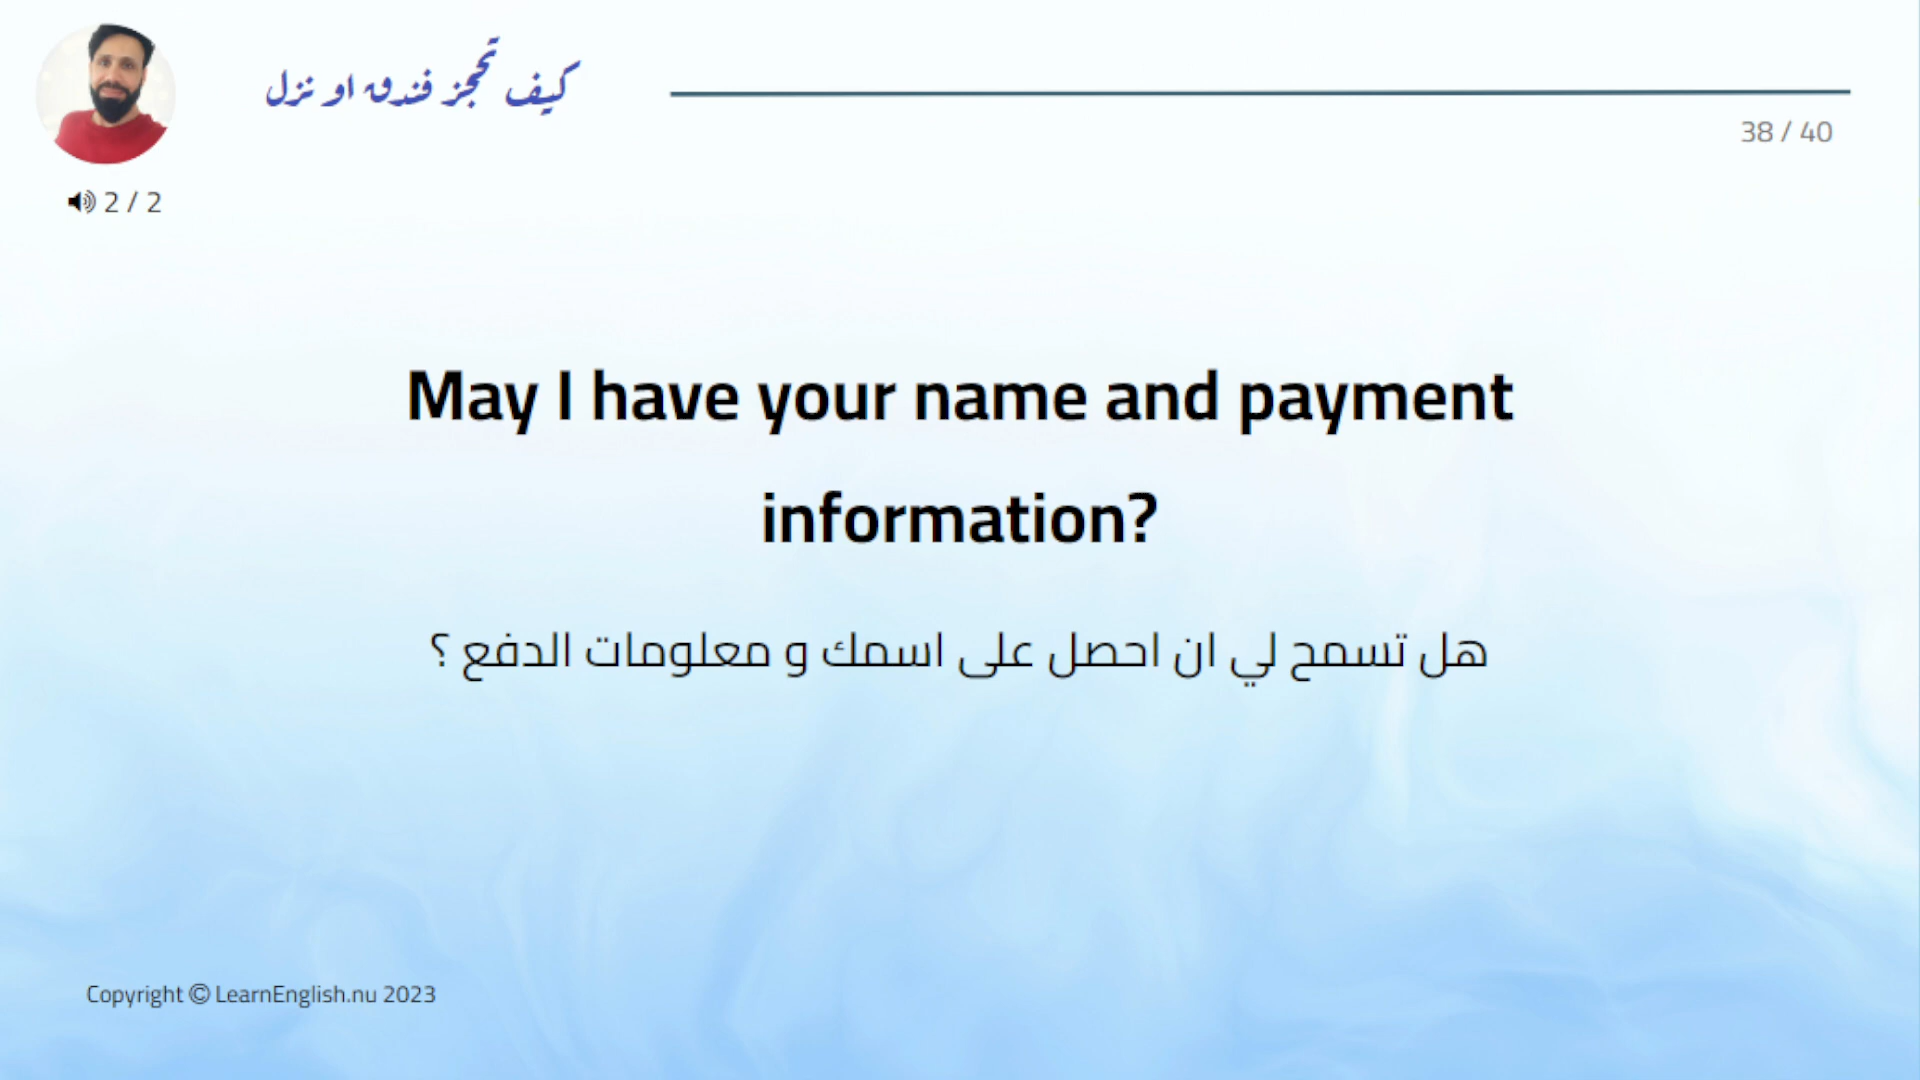 كيف تحجز فندق او نزل
38 / 40
2 / 2
May I have your name and payment
information?
هل تسمح لي ان احصل على اسمك و معلومات الدفع ؟
Copyright © LearnEnglish.nu 2023